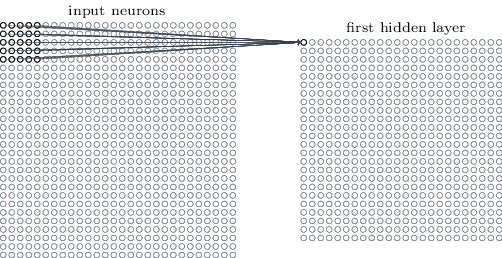 input neurons
first hidden layer